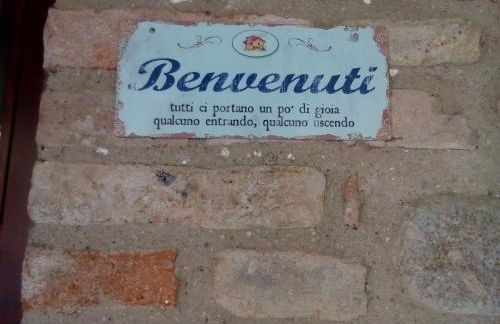 Benvenuti
tutti ci portano un po' di gioia
qualcuno entrando, qualcuno uscendo